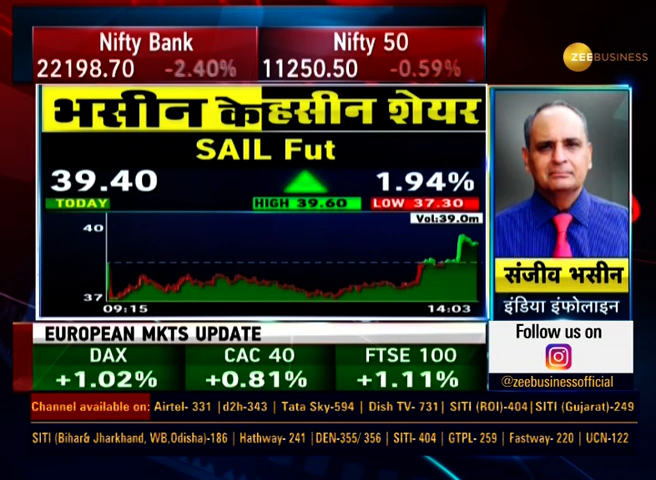 Nifty Bank
22198.70 -2.40%
Nifty 50
11250.50 -0.59%
ZEEBUSINESS
भसीन के हसीन शेयर
SAIL Fut
39.40 1.94%
TODAY HIGH 39.60 LOW 37.30
Vol:39.0m
40
37
09:15 14:03
संजीव भसीन
इंडिया इंफोलाइन
EUROPEAN MKTS UPDATE
DAX CAC 40 FTSE 100
+1.02% +0.81% +1.11%
Follow us on
@zeebusinessofficial
Channel available on: Airtel- 331 | d2h-343 | Tata Sky-594 | Dish TV- 731 | SITI (ROI)-404 | SITI (Gujarat)-249
SITI (Bihar& Jharkhand, WB,Odisha)-186 | Hathway- 241 |DEN-355/ 356 | SITI- 404 | GTPL- 259 | Fastway- 220 | UCN-122